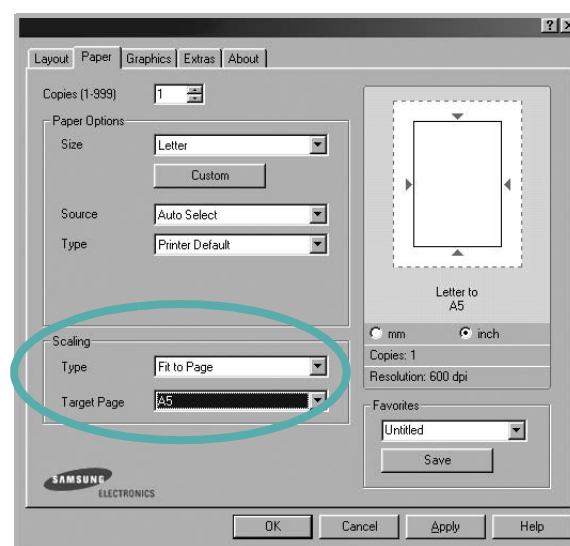 ? X
Layout Paper Graphics Extras About
Copies (1-999) 1
Paper Options
Size Letter
Custom
Source Auto Select
Type Printer Default
Letter to
A5
mm inch
Copies: 1
Resolution: 600 dpi
Scaling
Type Fit to Page
Target Page A5
Favorites
Untitled
Save
SAMSUNG
ELECTRONICS
OK Cancel Apply Help